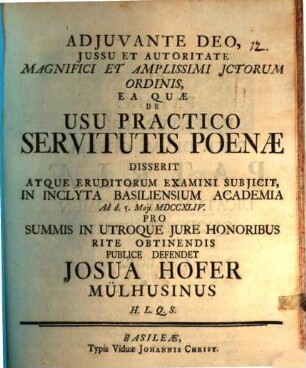 ADJUVANTE DEO,
12.
JUSSU ET AUTORITATE
MAGNIFICI ET AMPLISSIMI JCTORUM
ORDINIS,
EA QUÆ
DE
USU PRACTICO
SERVITUTIS POENÆ
DISSERIT
ATQUE ERUDITORUM EXAMINI SUBJICIT,
IN INCLYTA BASILIENSIUM ACADEMIA
Ad d. 5. Maji MDCCXLIV.
PRO
SUMMIS IN UTROQUE JURE HONORIBUS
RITE OBTINENDIS
PUBLICE DEFENDET
JOSUA HOFER
MÜLHUSINUS
H. L. Q. S.
BASILEÆ,
Typis Viduæ JOHANNIS CHRIST.